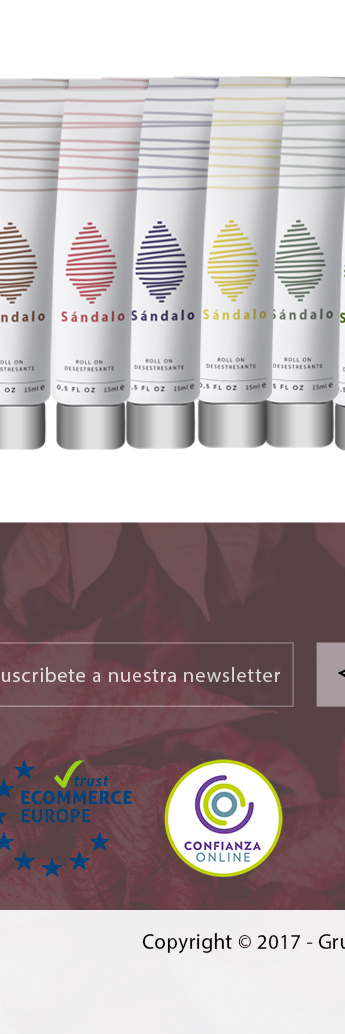 ndalo
Sándalo
Sándalo
Sándalo
Sándalo
S
ROLL ON
DESESTRESANTE
ROLL ON
DESESTRESANTE
ROLL ON
DESESTRESANTE
ROLL ON
DESESTRESANTE
ROLL ON
DESESTRESANTE
FL OZ 15ml e
0.5 FL OZ 15ml e
.5 FL OZ 15ml e
0.5 FL OZ 15ml e
.5 FL OZ 15ml e
uscribete a nuestra newsletter
<
trust
ECOMMERCE
EUROPE
CONFIANZA
ONLINE
Copyright © 2017 - Gru